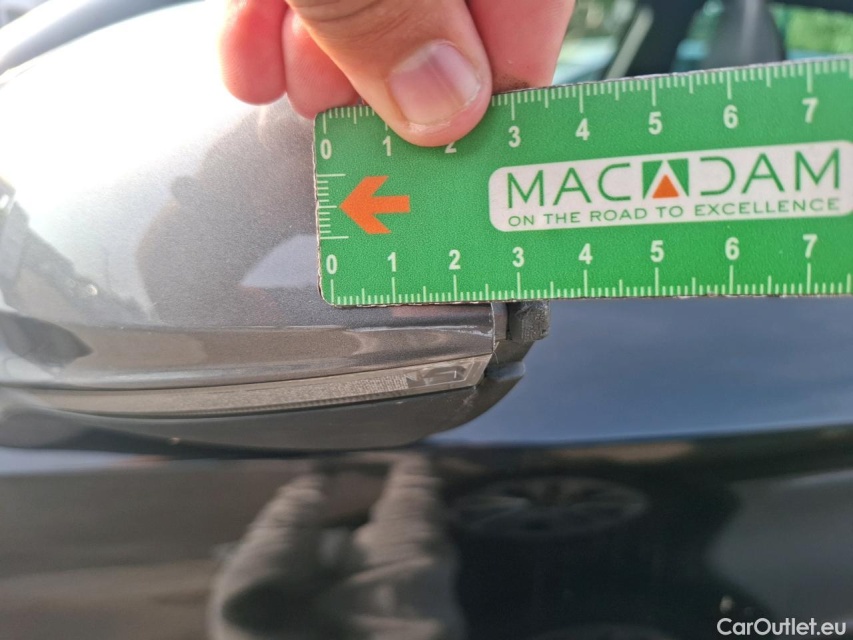 0 1 2 3 4 5 6 7
MACADAM
ON THE ROAD TO EXCELLENCE
0 1 2 3 4 5 6 7
CarOutlet.eu